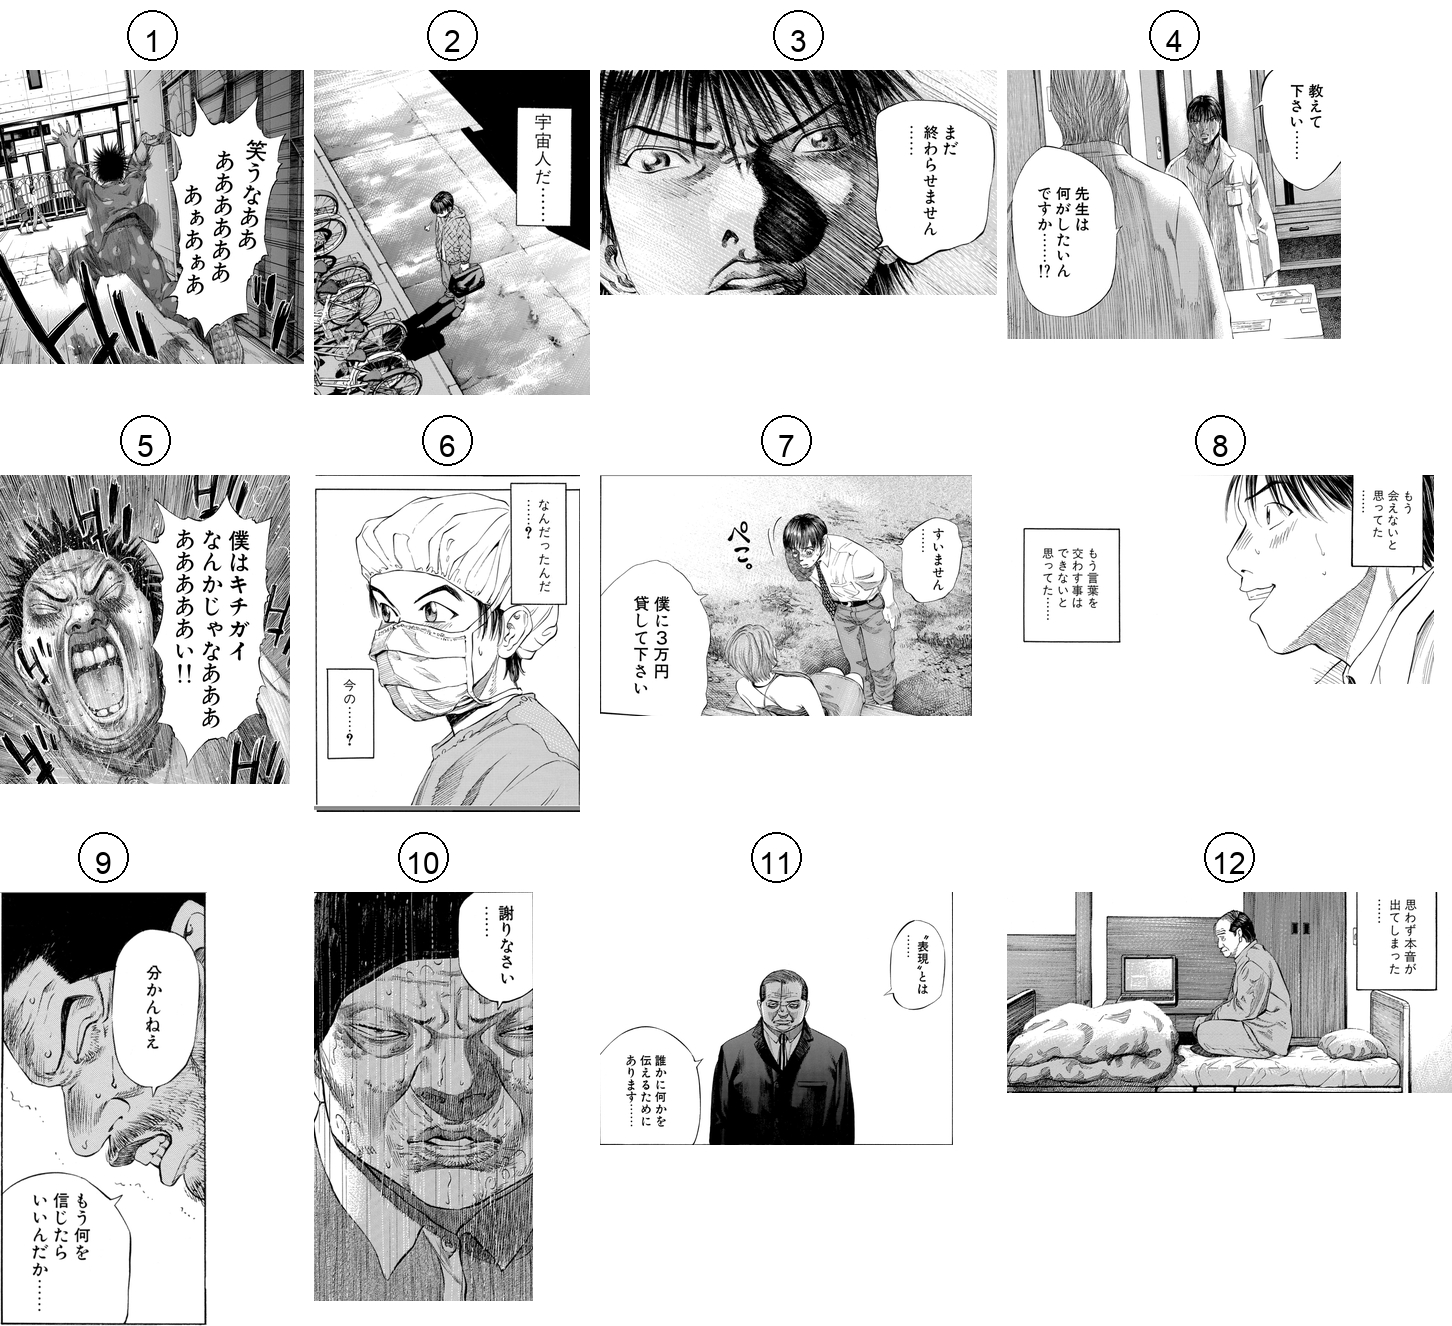 1
笑うなああ
ああああああ
あぁあぁあ
2
宇宙人だ……
3
まだ
終わらせません
……
4
教えて
下さい……
先生は
何がしたいん
ですか……!?
5
僕はキチガイ
なんかじゃなあああ
ああああああい!!
6
なんだったんだ
……?
今の……?
7
すいません
……
ぺこ。
僕に3万円
貸して下さい
8
もう
会えないと
思ってた
……
もう言葉を
交わす事は
できないと
思ってた……
9
分かんねえ
もう何を
信じたら
いいんだか……
10
謝りなさい
……
11
〝表現〟とは
……
誰かに何かを
伝えるために
あります……
12
思わず本音が
出てしまった
……